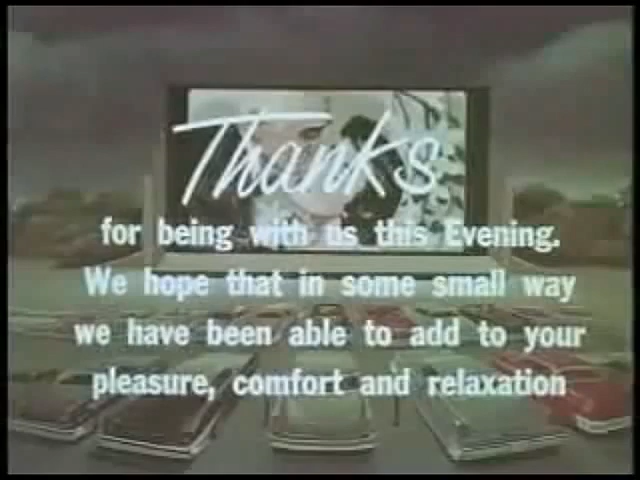 Thanks
for being with us this Evening.
We hope that in some small way
we have been able to add to your
pleasure, comfort and relaxation